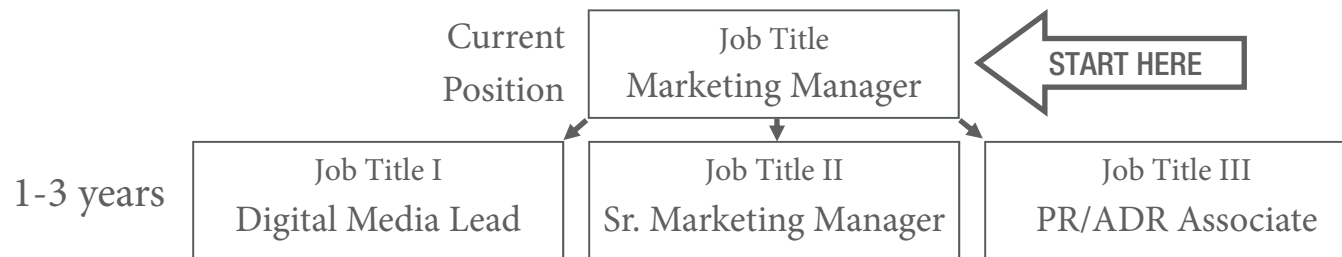 Current
Position
Job Title
Marketing Manager
START HERE
1-3 years
Job Title I
Digital Media Lead
Job Title II
Sr. Marketing Manager
Job Title III
PR/ADR Associate